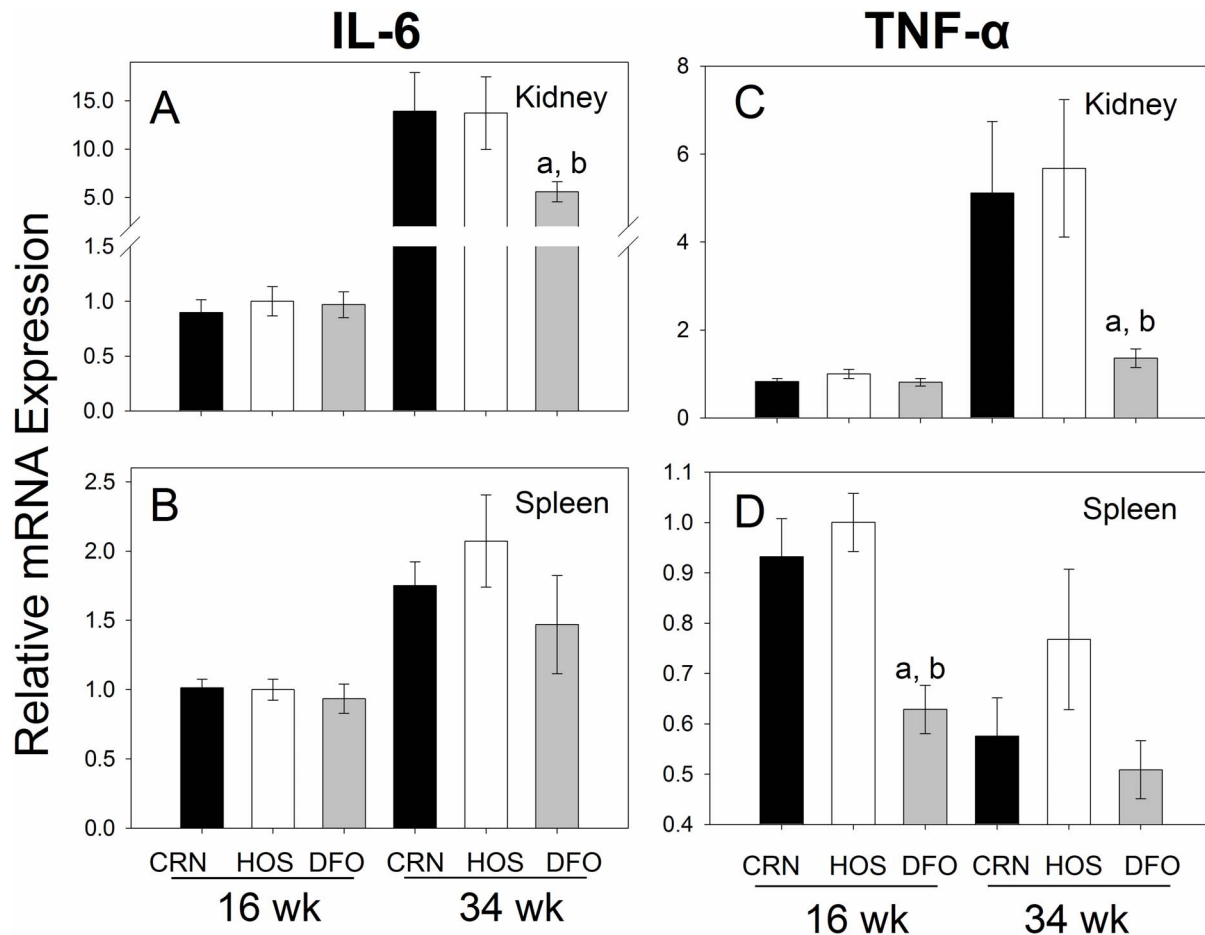 IL-6
TNF-α
Relative mRNA Expression
A
Kidney
a, b
15.0
10.0
5.0
1.5
1.0
0.5
0.0
C
Kidney
a, b
8
6
4
2
0
B
Spleen
2.5
2.0
1.5
1.0
0.5
0.0
CRN HOS DFO CRN HOS DFO
16 wk 34 wk
D
Spleen
a, b
1.1
1.0
0.9
0.8
0.7
0.6
0.5
0.4
CRN HOS DFO CRN HOS DFO
16 wk 34 wk